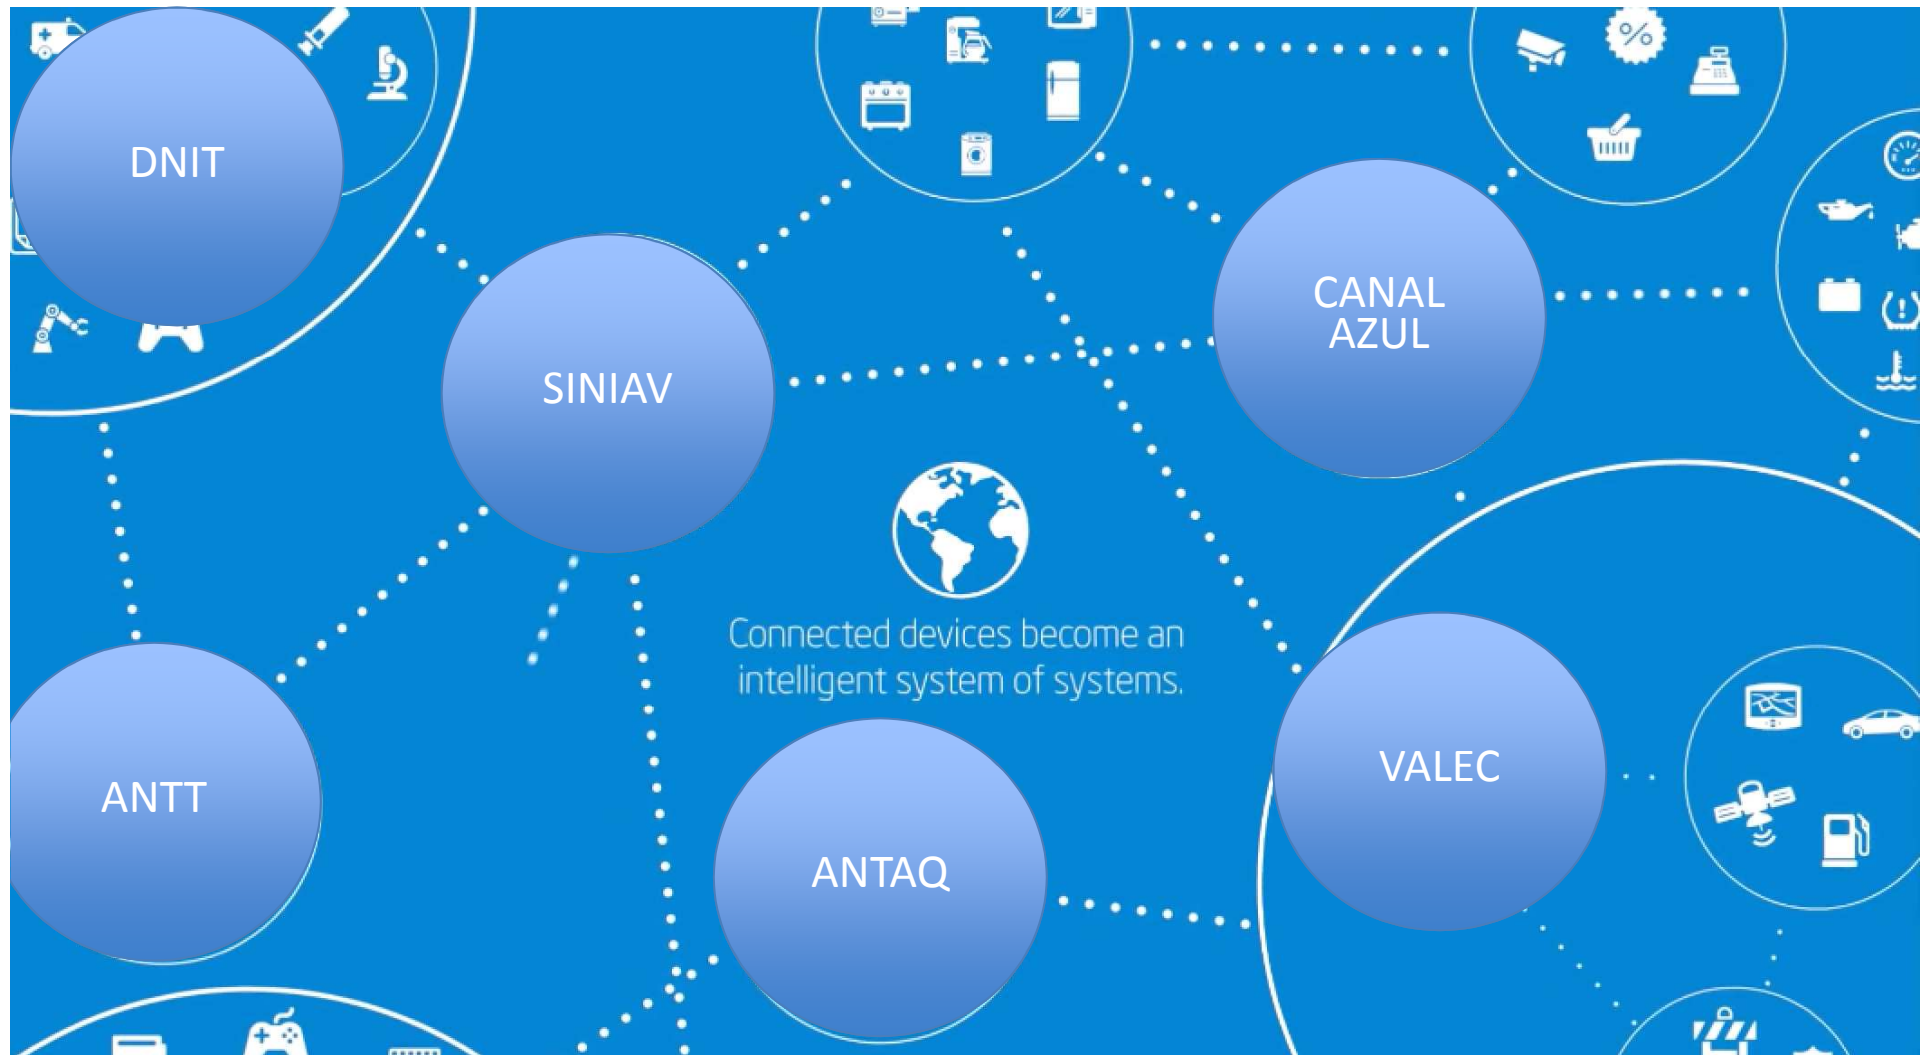 DNIT
SINIAV
CANAL
AZUL
%
Connected devices become an
intelligent system of systems.
ANTT
ANTAQ
VALEC